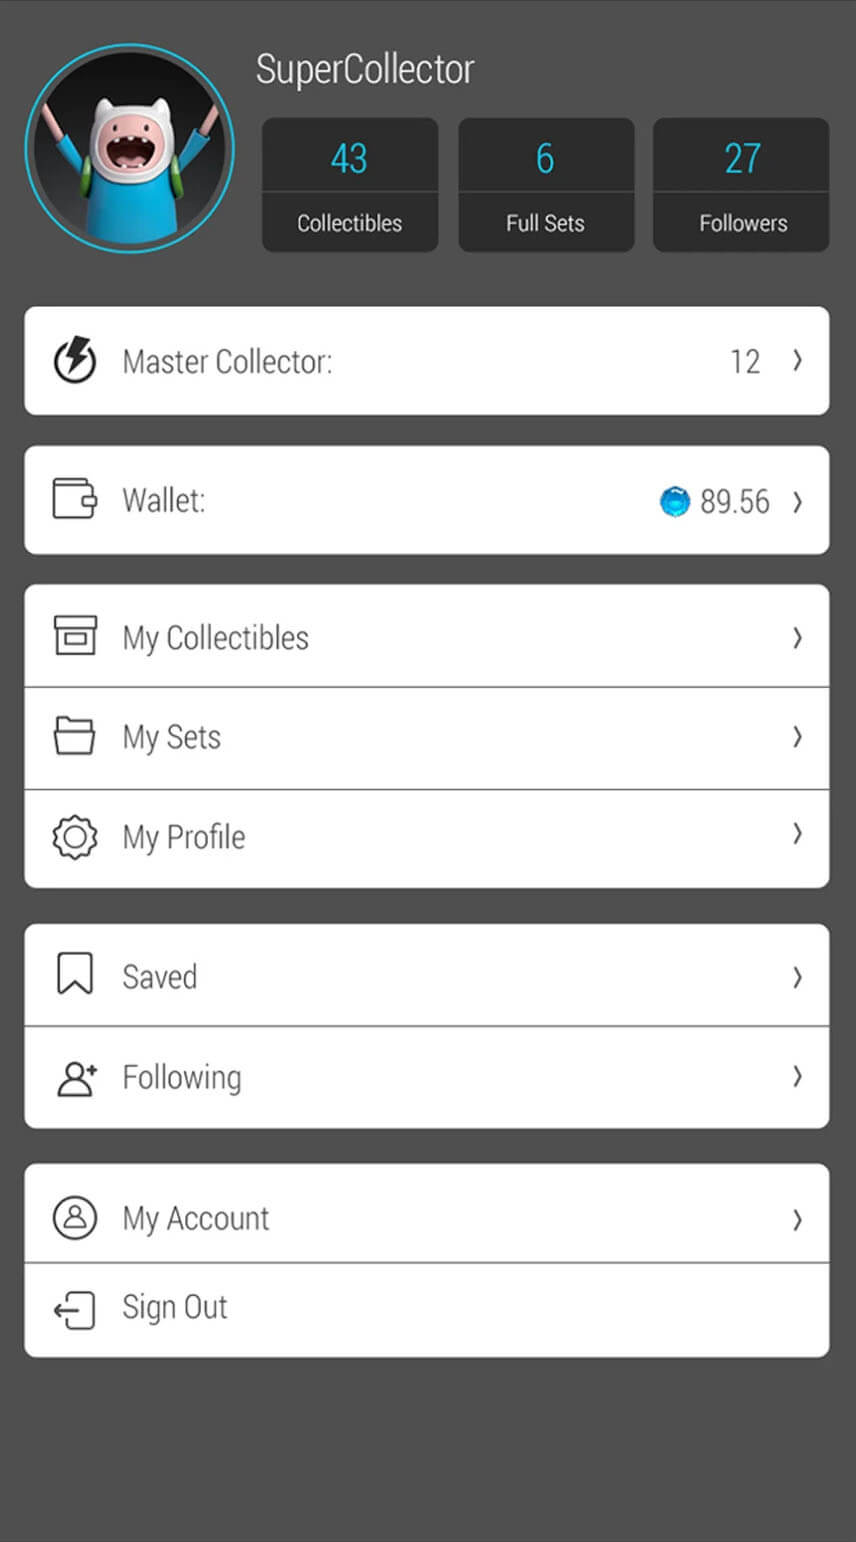 SuperCollector
43
6
27
Collectibles
Full Sets
Followers
Master Collector:
12
Wallet:
89.56
My Collectibles
My Sets
My Profile
Saved
Following
My Account
Sign Out